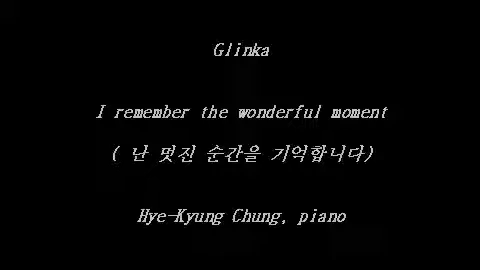 Glinka
I remember the wonderful moment
( 난 멋진 순간을 기억합니다)
Hye-Kyung Chung, piano